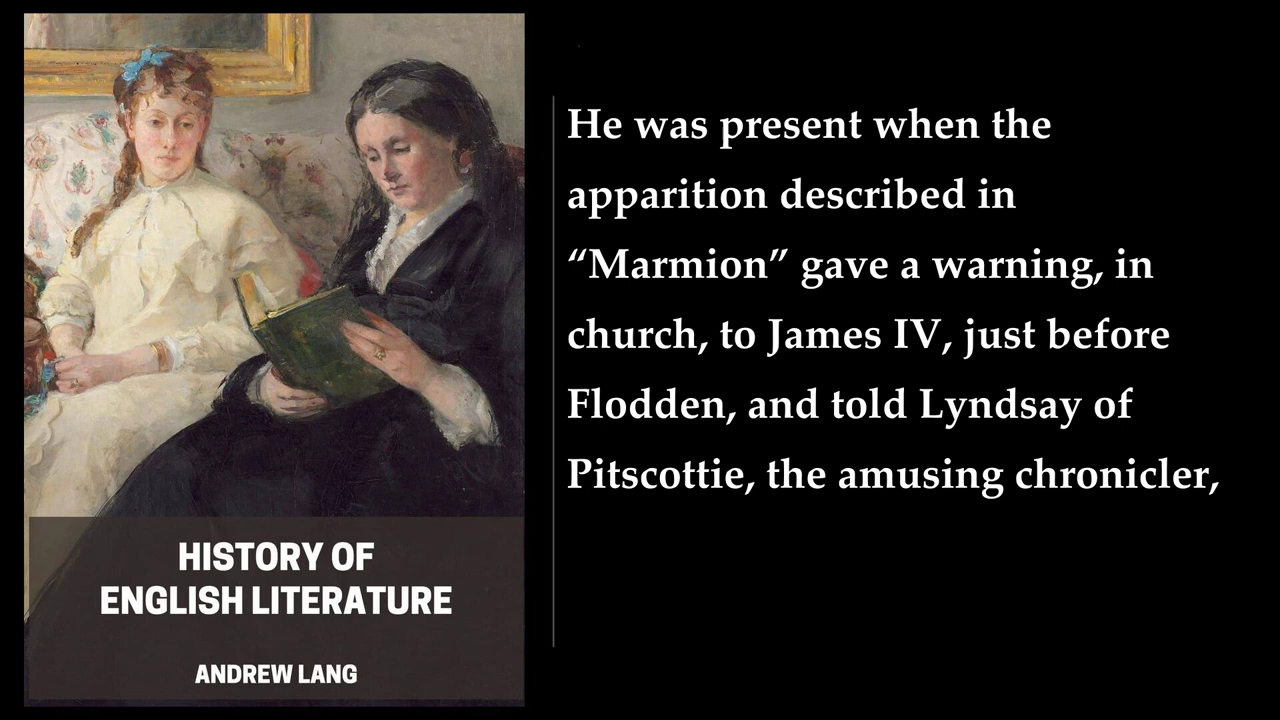 HISTORY OF
ENGLISH LITERATURE
ANDREW LANG
He was present when the
apparition described in
“Marmion” gave a warning, in
church, to James IV, just before
Flodden, and told Lyndsay of
Pitscottie, the amusing chronicler,